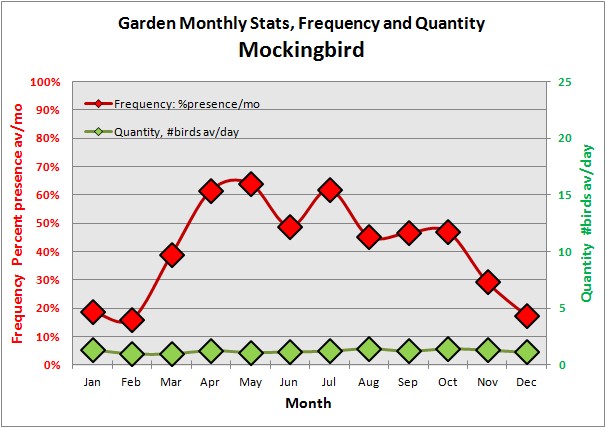 Garden Monthly Stats, Frequency and Quantity
Mockingbird
Frequency  Percent presence av/mo
100%
90%
80%
70%
60%
50%
40%
30%
20%
10%
0%
Frequency: %presence/mo
Quantity, #birds av/day
25
20
15
10
5
0
Quantity  #birds av/day
Jan Feb Mar Apr May Jun Jul Aug Sep Oct Nov Dec
Month